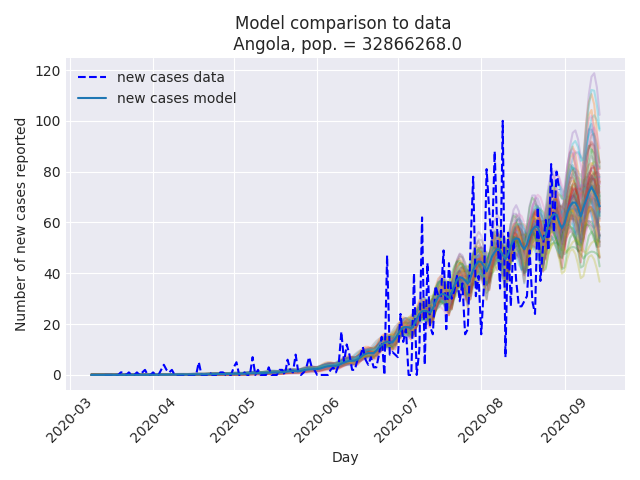 Model comparison to data
Angola, pop. = 32866268.0
new cases data
new cases model
Number of new cases reported
120
100
80
60
40
20
0
2020-03
2020-04
2020-05
2020-06
2020-07
2020-08
2020-09
Day